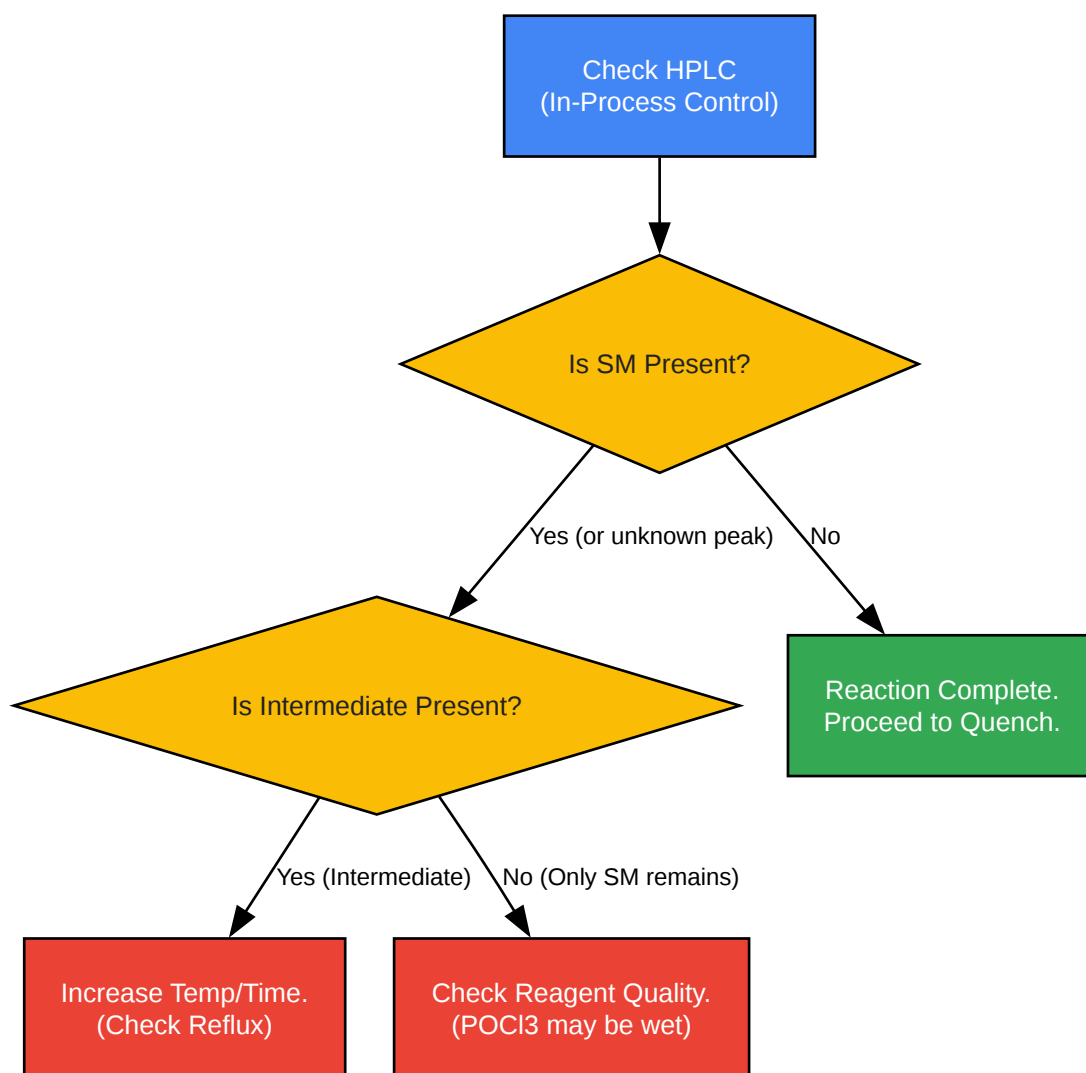 Check HPLC
(In-Process Control)
Is SM Present?
Yes (or unknown peak)
No
Is Intermediate Present?
Reaction Complete.
Proceed to Quench.
Yes (Intermediate)
No (Only SM remains)
Increase Temp/Time.
(Check Reflux)
Check Reagent Quality.
(POCl3 may be wet)